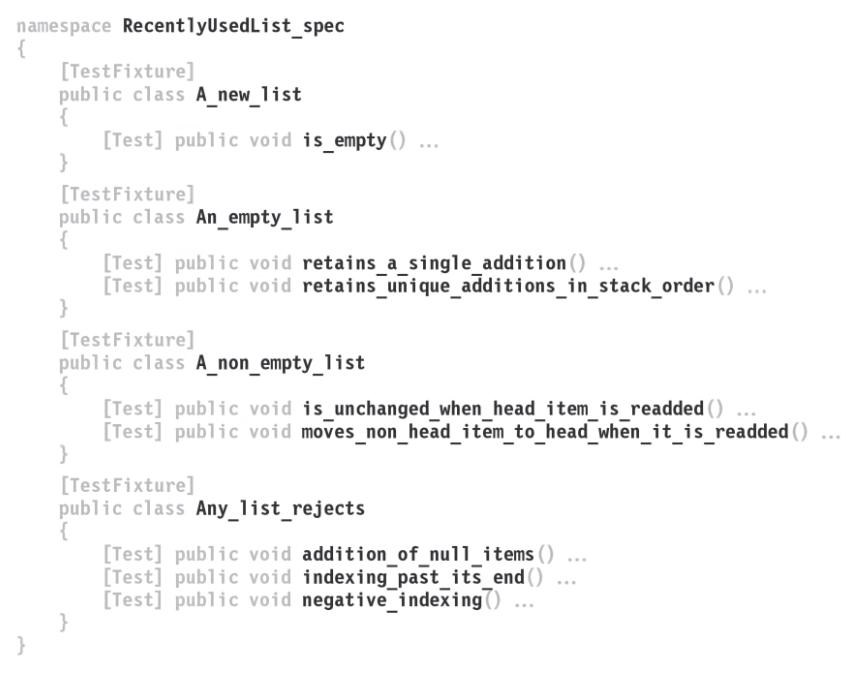 namespace RecentlyUsedList_spec
{
    [TestFixture]
    public class A_new_list
    {
        [Test] public void is_empty() ...
    }
    [TestFixture]
    public class An_empty_list
    {
        [Test] public void retains_a_single_addition() ...
        [Test] public void retains_unique_additions_in_stack_order() ...
    }
    [TestFixture]
    public class A_non_empty_list
    {
        [Test] public void is_unchanged_when_head_item_is_readded() ...
        [Test] public void moves_non_head_item_to_head_when_it_is_readded() ...
    }
    [TestFixture]
    public class Any_list_rejects
    {
        [Test] public void addition_of_null_items() ...
        [Test] public void indexing_past_its_end() ...
        [Test] public void negative_indexing() ...
    }
}